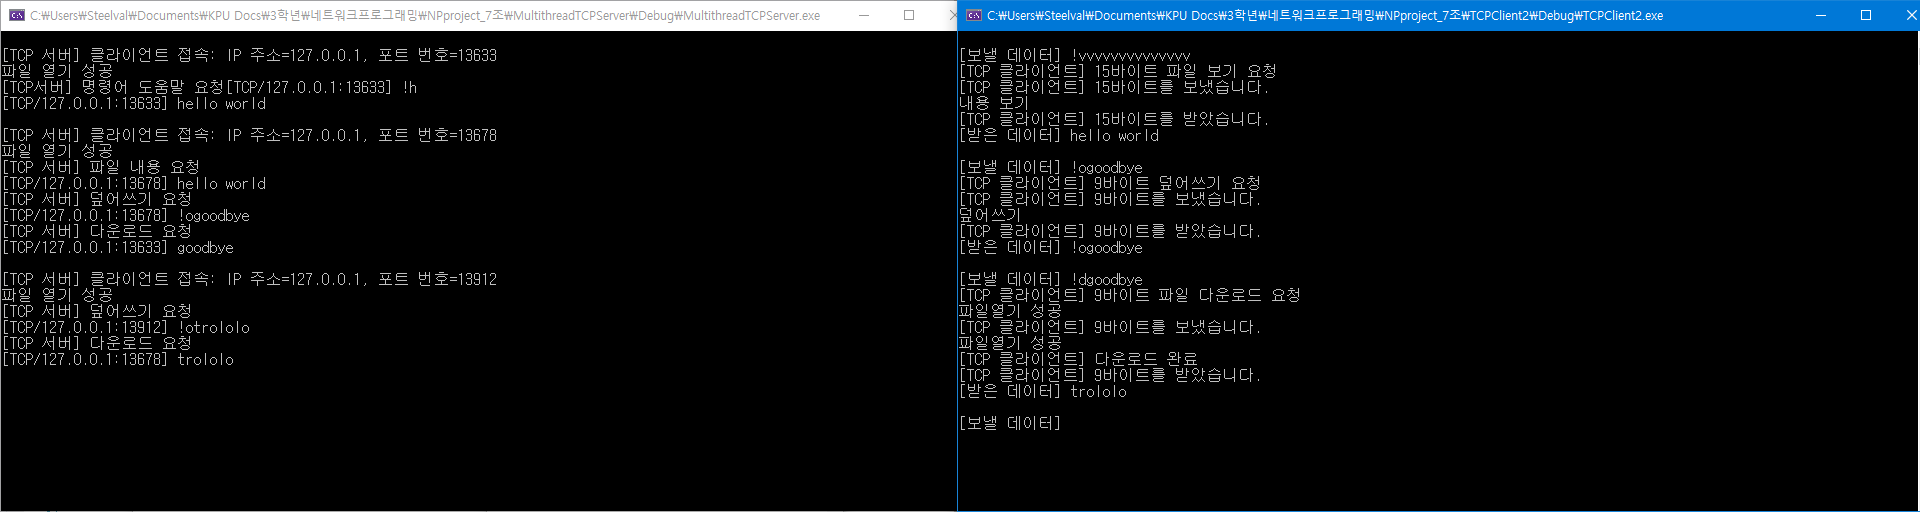 C:₩Users₩Steelval₩Documents₩KPU Docs₩3학년₩네트워크프로그래밍₩NPproject_7조₩MultithreadTCPServer₩Debug₩MultithreadTCPServer.exe
[TCP 서버] 클라이언트 접속: IP 주소=127.0.0.1, 포트 번호=13633
파일 열기 성공
[TCP서버] 명령어 도움말 요청[TCP/127.0.0.1:13633] !h
[TCP/127.0.0.1:13633] hello world
[TCP 서버] 클라이언트 접속: IP 주소=127.0.0.1, 포트 번호=13678
파일 열기 성공
[TCP 서버] 파일 내용 요청
[TCP/127.0.0.1:13678] hello world
[TCP 서버] 덮어쓰기 요청
[TCP/127.0.0.1:13678] !ogoodbye
[TCP 서버] 다운로드 요청
[TCP/127.0.0.1:13633] goodbye
[TCP 서버] 클라이언트 접속: IP 주소=127.0.0.1, 포트 번호=13912
파일 열기 성공
[TCP 서버] 덮어쓰기 요청
[TCP/127.0.0.1:13912] !otrololo
[TCP 서버] 다운로드 요청
[TCP/127.0.0.1:13678] trololo
C:₩Users₩Steelval₩Documents₩KPU Docs₩3학년₩네트워크프로그래밍₩NPproject_7조₩TCPClient2₩Debug₩TCPClient2.exe
[보낼 데이터] !vvvvvvvvvvvvvv
[TCP 클라이언트] 15바이트 파일 보기 요청
[TCP 클라이언트] 15바이트를 보냈습니다.
내용 보기
[TCP 클라이언트] 15바이트를 받았습니다.
[받은 데이터] hello world
[보낼 데이터] !ogoodbye
[TCP 클라이언트] 9바이트 덮어쓰기 요청
[TCP 클라이언트] 9바이트를 보냈습니다.
덮어쓰기
[TCP 클라이언트] 9바이트를 받았습니다.
[받은 데이터] !ogoodbye
[보낼 데이터] !dgoodbye
[TCP 클라이언트] 9바이트 파일 다운로드 요청
파일열기 성공
[TCP 클라이언트] 9바이트를 보냈습니다.
파일열기 성공
[TCP 클라이언트] 다운로드 완료
[TCP 클라이언트] 9바이트를 받았습니다.
[받은 데이터] trololo
[보낼 데이터]